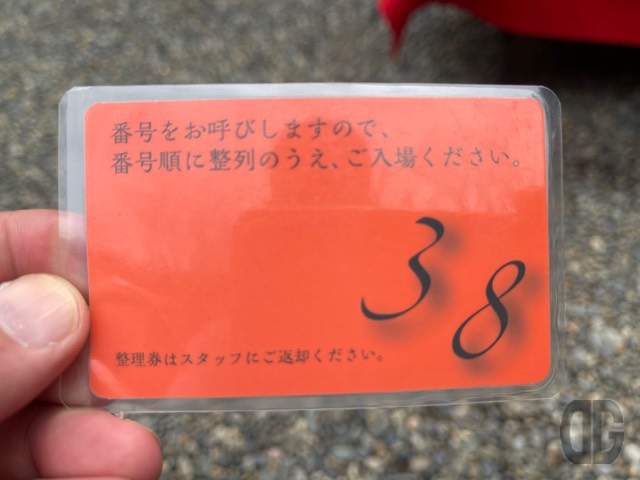 番号をお呼びしますので、
番号順に整列のうえ、ご入場ください。
38
整理券はスタッフにご返却ください。
DG